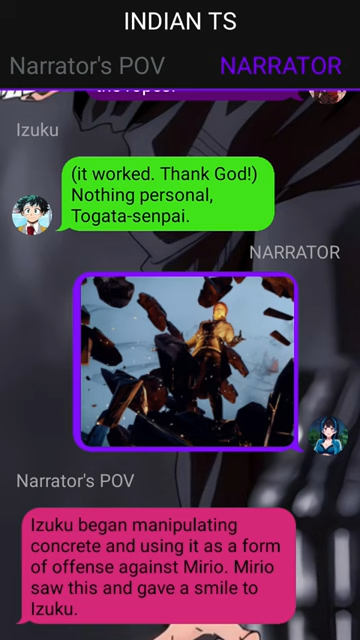 INDIAN TS
Narrator's POV NARRATOR
Izuku
(it worked. Thank God!)
Nothing personal,
Togata-senpai.
NARRATOR
Narrator's POV
Izuku began manipulating
concrete and using it as a form
of offense against Mirio. Mirio
saw this and gave a smile to
Izuku.